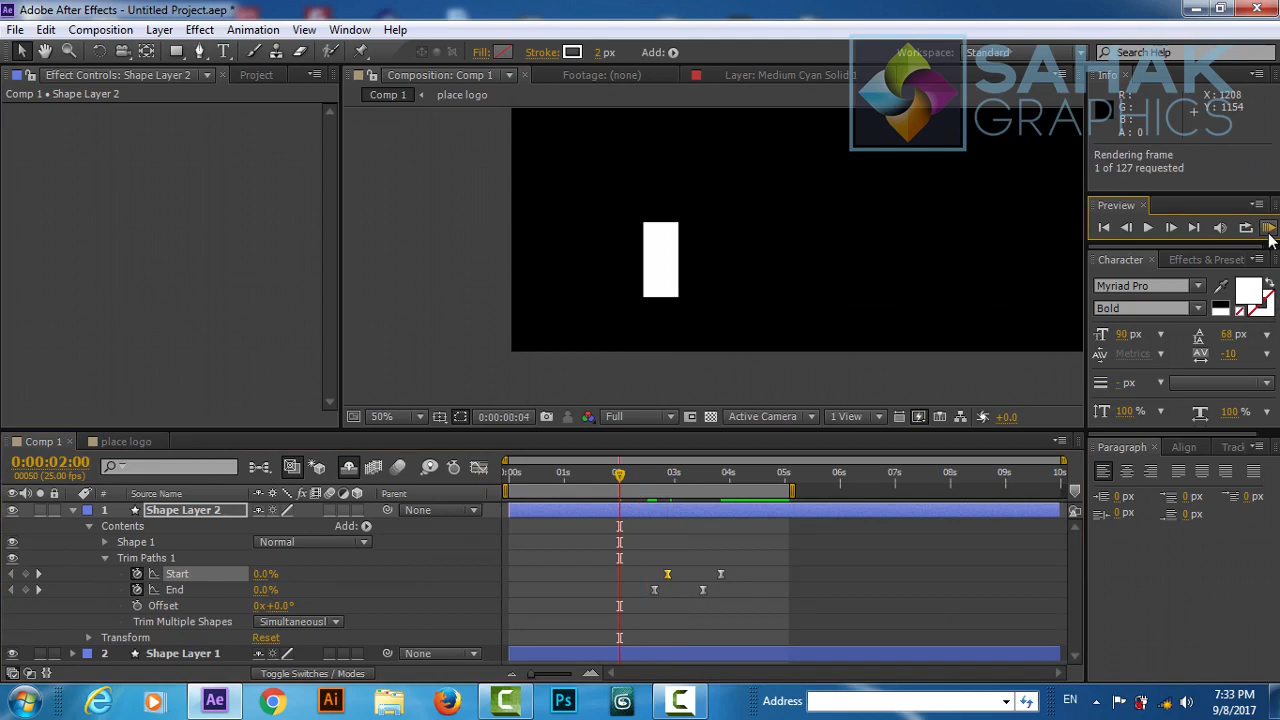 Adobe After Effects - Untitled Project.aep *
File Edit Composition Layer Effect Animation View Window Help
Fill: Stroke: 2 px Add: Workspace: Standard Search Help
SAHAK
GRAPHICS
Effect Controls: Shape Layer 2 Project Composition: Comp 1 Footage: (none) Layer: Medium Cyan Solid 1 Info
Comp 1 • Shape Layer 2
Comp 1 place logo
R: X: 1208
G: Y: 1154
B:
A: 0
Rendering frame
1 of 127 requested
Preview
Character Effects & Preset
Myriad Pro
Bold
90 px 68 px
Metrics -10
- px
100 % 100 %
50% 0:00:00:04 Full Active Camera 1 View +0.0
Comp 1 place logo
Paragraph Align
0:00:02:00
00050 (25.00 fps)
0 px 0 px 0 px
0 px 0 px
:00s 01s 03s 04s 05s 06s 07s 08s 09s 10s
# Source Name Parent
1 Shape Layer 2 None
Contents Add:
Shape 1 Normal
Trim Paths 1
Start 0.0%
End 0.0%
Offset 0x+0.0°
Trim Multiple Shapes Simultaneousl
Transform Reset
2 Shape Layer 1 None
Toggle Switches / Modes
Ae Ai Ps Address EN 7:33 PM
9/8/2017